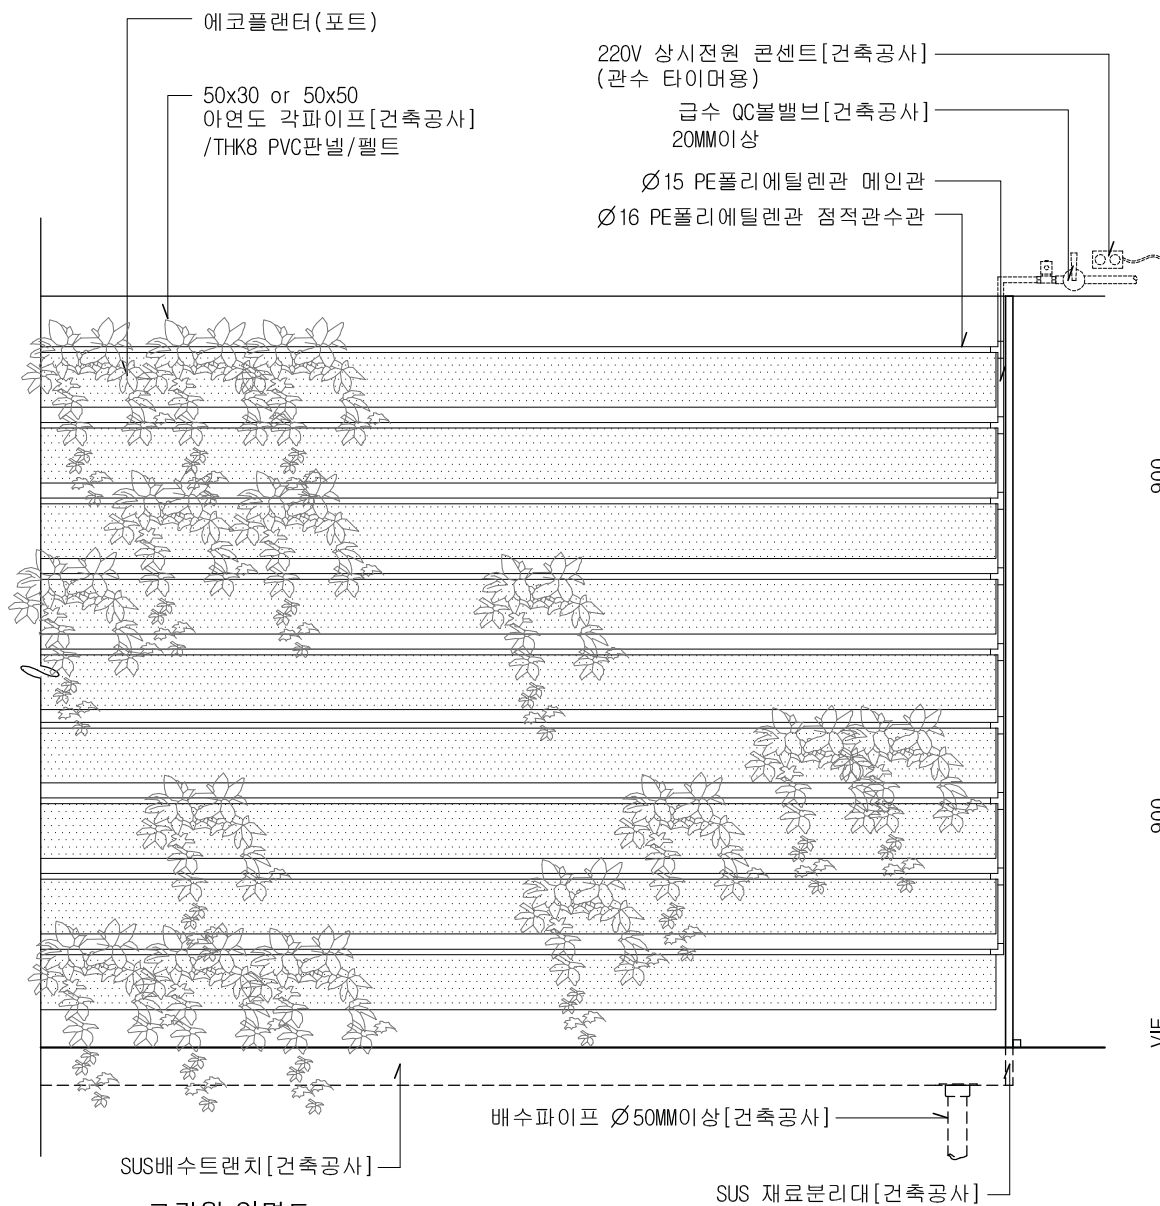 에코플랜터(포트)
50x30 or 50x50
아연도 각파이프[건축공사]
/THK8 PVC판넬/펠트
220V 상시전원 콘센트[건축공사]
(관수 타이머용)
급수 QC볼밸브[건축공사]
20MM이상
Ø15 PE폴리에틸렌관 메인관
Ø16 PE폴리에틸렌관 점적관수관
900
900
배수파이프 Ø50MM이상[건축공사]
SUS배수트랜치[건축공사]
SUS 재료분리대[건축공사]